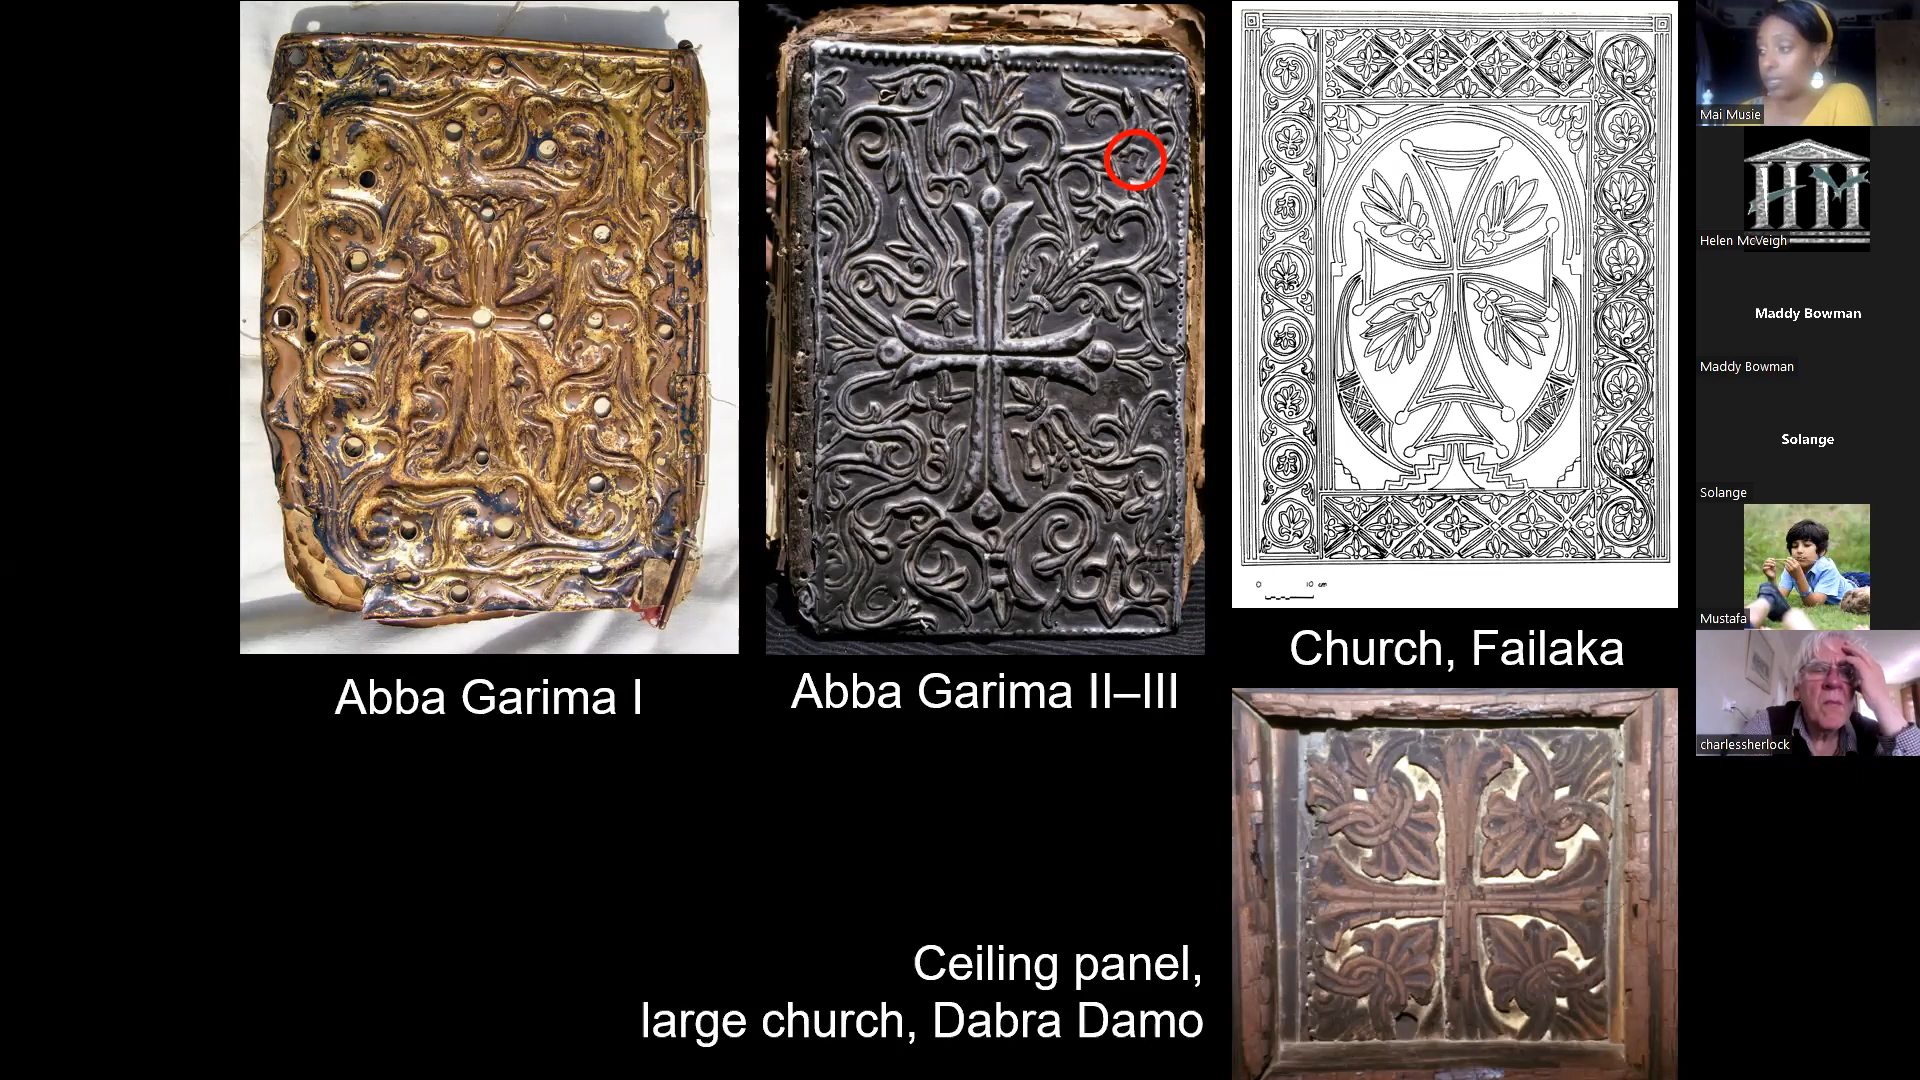 Abba Garima I
Abba Garima II–III
Church, Failaka
0 10 cm
Ceiling panel,
large church, Dabra Damo
Mai Musie
HM
Helen McVeigh
Maddy Bowman
Maddy Bowman
Solange
Solange
Mustafa
charlessherlock